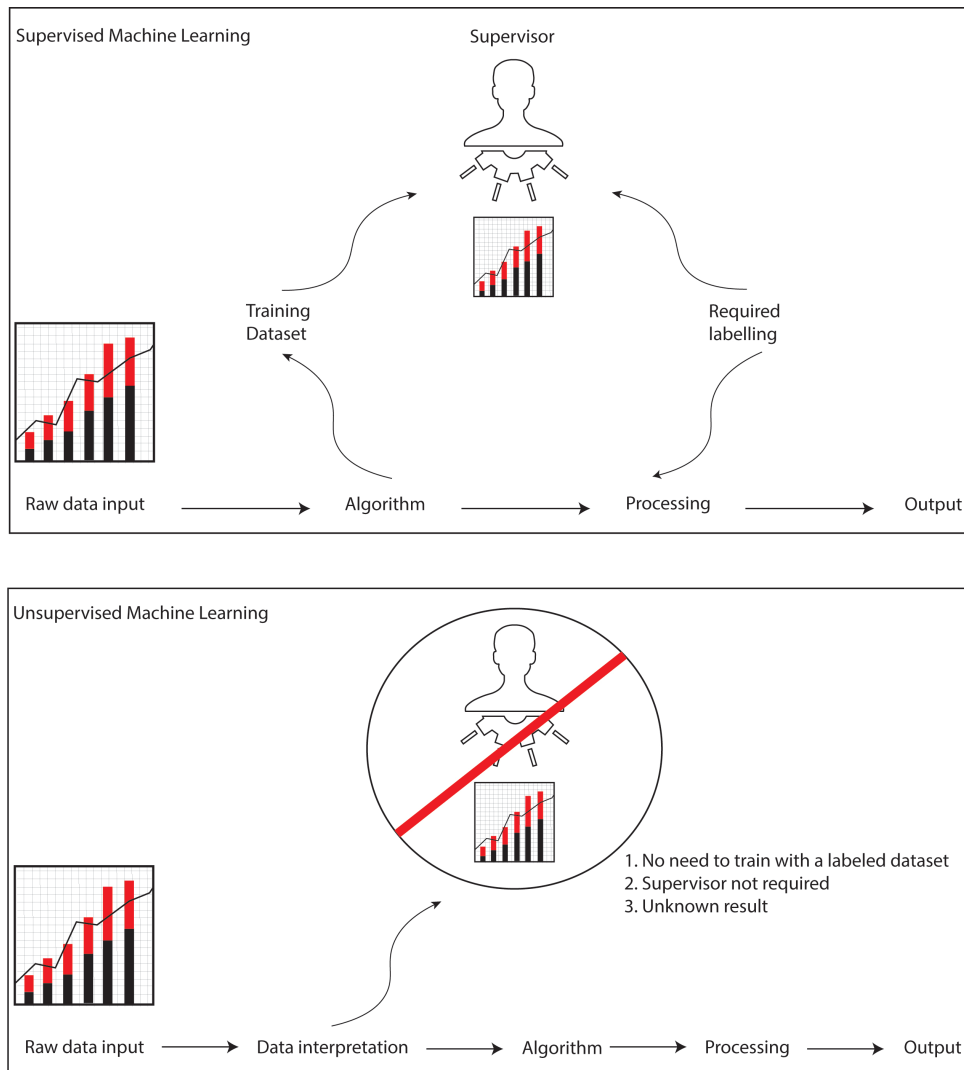 Supervised Machine Learning
Supervisor
Training
Dataset
Required
labelling
Raw data input
Algorithm
Processing
Output
Unsupervised Machine Learning
1. No need to train with a labeled dataset
2. Supervisor not required
3. Unknown result
Raw data input
Data interpretation
Algorithm
Processing
Output